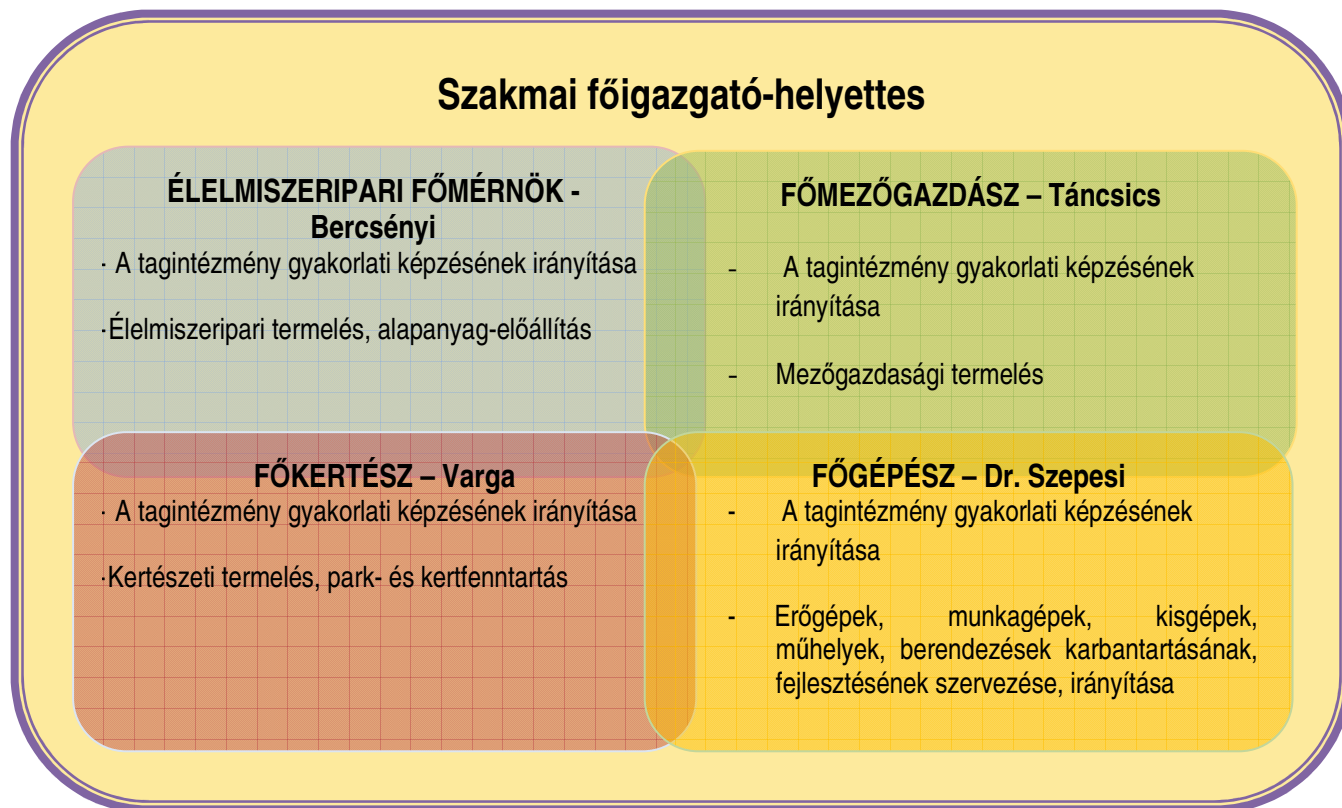 Szakmai főigazgató-helyettes
ÉLELMISZERIPARI FŐMÉRNÖK -
Bercsényi
· A tagintézmény gyakorlati képzésének irányítása
·Élelmiszeripari termelés, alapanyag-előállítás
FŐMEZŐGAZDÁSZ – Táncsics
- A tagintézmény gyakorlati képzésének
irányítása
- Mezőgazdasági termelés
FŐKERTÉSZ – Varga
· A tagintézmény gyakorlati képzésének irányítása
·Kertészeti termelés, park- és kertfenntartás
FŐGÉPÉSZ – Dr. Szepesi
- A tagintézmény gyakorlati képzésének
irányítása
- Erőgépek, munkagépek, kisgépek,
műhelyek, berendezések karbantartásának,
fejlesztésének szervezése, irányítása